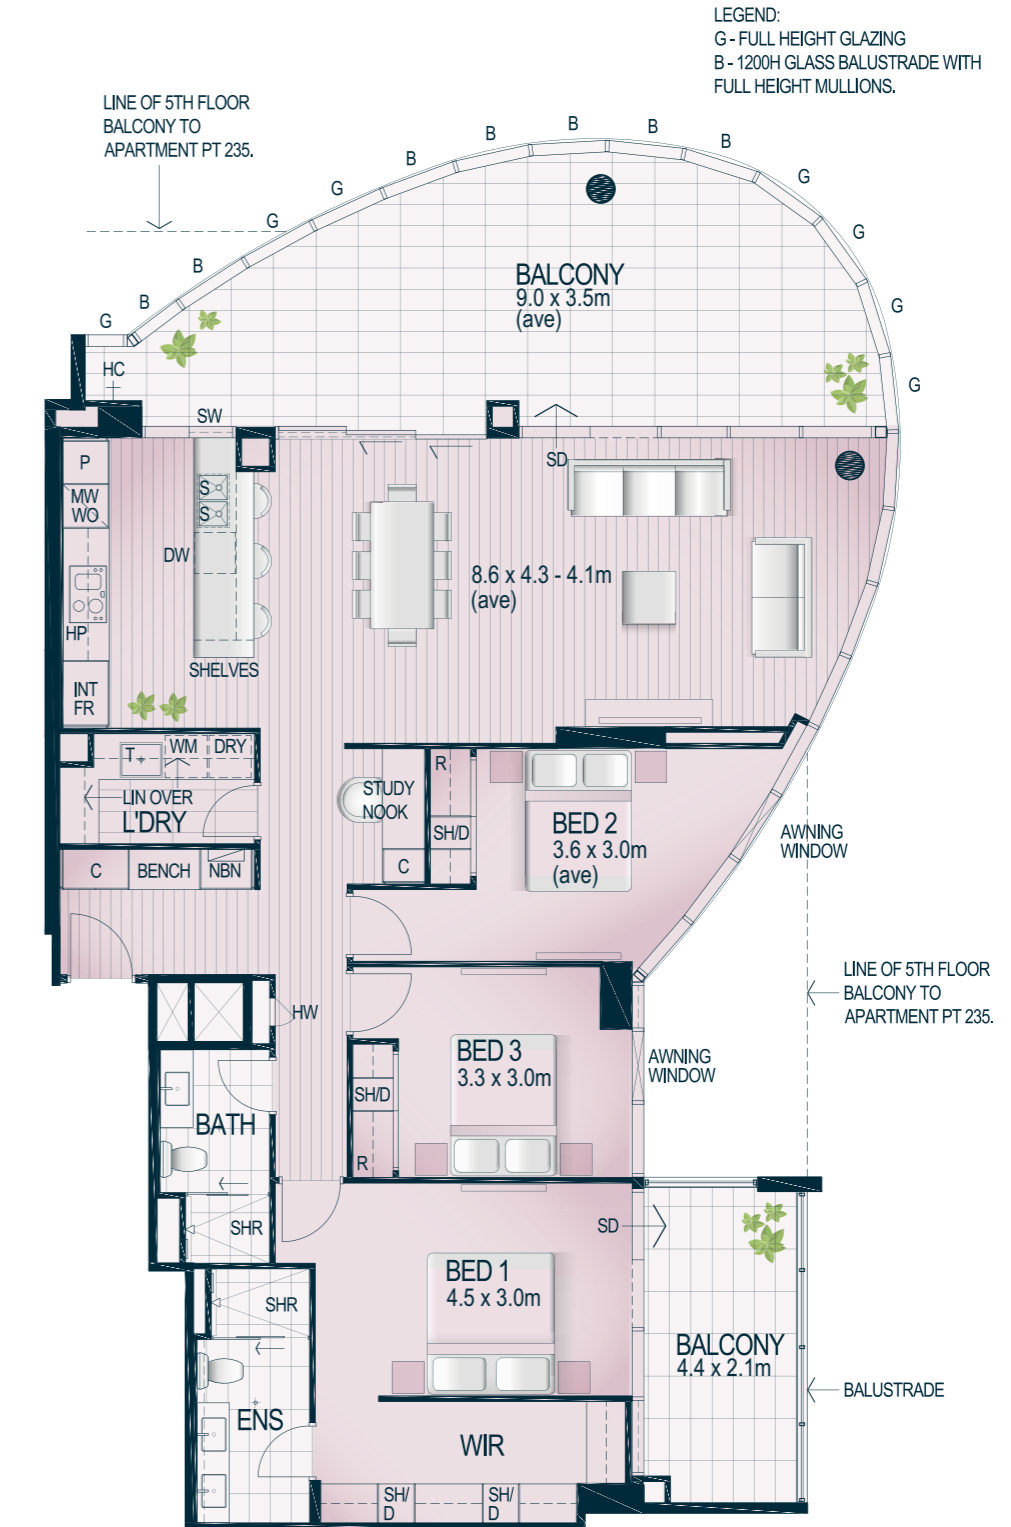 LEGEND:
G - FULL HEIGHT GLAZING
B - 1200H GLASS BALUSTRADE WITH
FULL HEIGHT MULLIONS.
LINE OF 5TH FLOOR
BALCONY TO
APARTMENT PT 235.
B
B
B
B
B
G
G
G
G
B
G
B
G
G
BALCONY
9.0 x 3.5m
(ave)
HC
SW
SD
P
MW
WO
S
S
DW
HP
8.6 x 4.3 - 4.1m
(ave)
SHELVES
INT
FR
T
WM
DRY
LIN OVER
L'DRY
STUDY
NOOK
R
SH/D
C
BED 2
3.6 x 3.0m
(ave)
AWNING
WINDOW
C
BENCH
NBN
LINE OF 5TH FLOOR
BALCONY TO
APARTMENT PT 235.
HW
BED 3
3.3 x 3.0m
AWNING
WINDOW
SH/D
R
BATH
SHR
SD
BED 1
4.5 x 3.0m
SHR
BALCONY
4.4 x 2.1m
BALUSTRADE
ENS
WIR
SH/
D
SH/
D